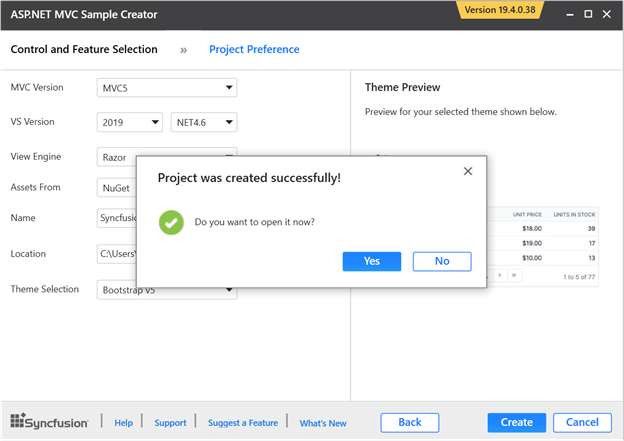 ASP.NET MVC Sample Creator
Version 19.4.0.38
Control and Feature Selection » Project Preference
MVC Version MVC5
VS Version 2019 NET4.6
View Engine Razor
Assets From NuGet
Name Syncfusio
Location C:\Users\
Theme Selection Bootstrap v5
Theme Preview
Preview for your selected theme shown below.
UNIT PRICE UNITS IN STOCK
$18.00 39
$19.00 17
$10.00 13
1 to 5 of 77
Project was created successfully!
Do you want to open it now?
Yes No
Syncfusion Help Support Suggest a Feature What's New Back Create Cancel